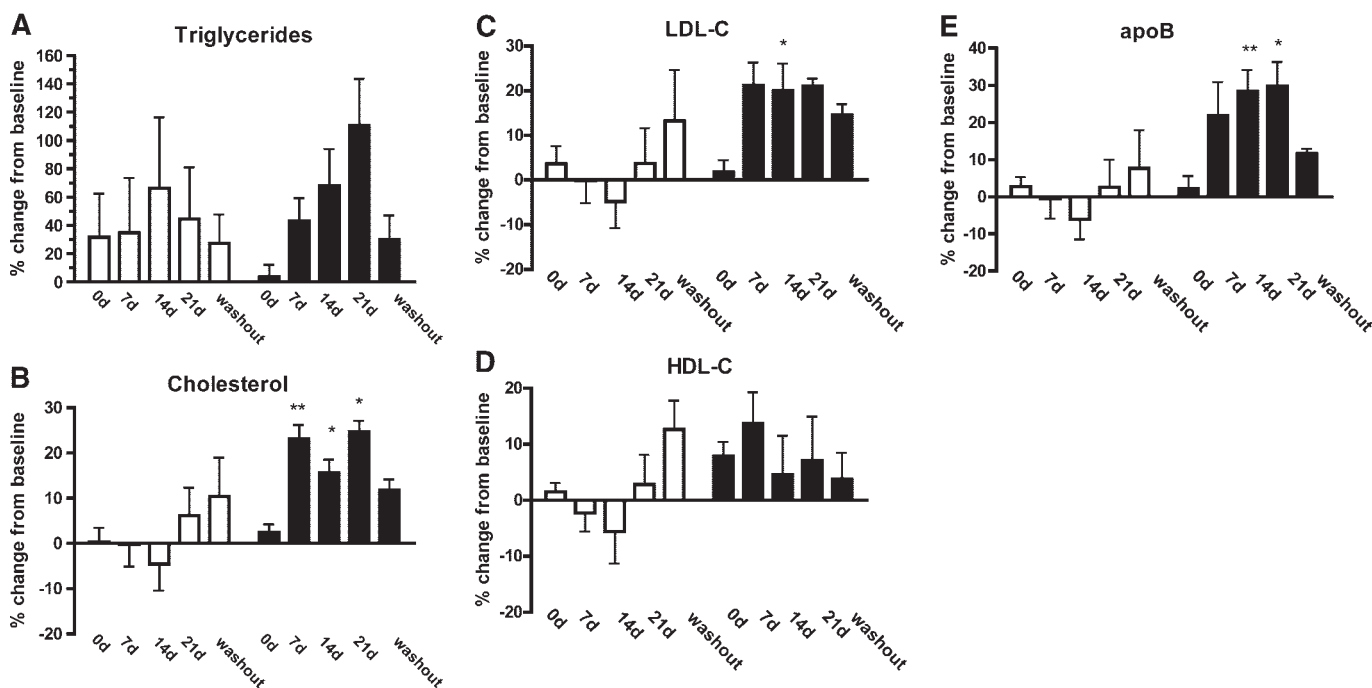 A
Triglycerides
% change from baseline
160
140
120
100
80
60
40
20
0
0d 7d 14d 21d washout 0d 7d 14d 21d washout
B
Cholesterol
% change from baseline
30
20
10
0
-10
-20
** * *
0d 7d 14d 21d washout 0d 7d 14d 21d washout
C
LDL-C
% change from baseline
30
20
10
0
-10
-20
*
0d 7d 14d 21d washout 0d 7d 14d 21d washout
D
HDL-C
% change from baseline
20
10
0
-10
-20
0d 7d 14d 21d washout 0d 7d 14d 21d washout
E
apoB
% change from baseline
40
30
20
10
0
-10
-20
** *
0d 7d 14d 21d washout 0d 7d 14d 21d washout